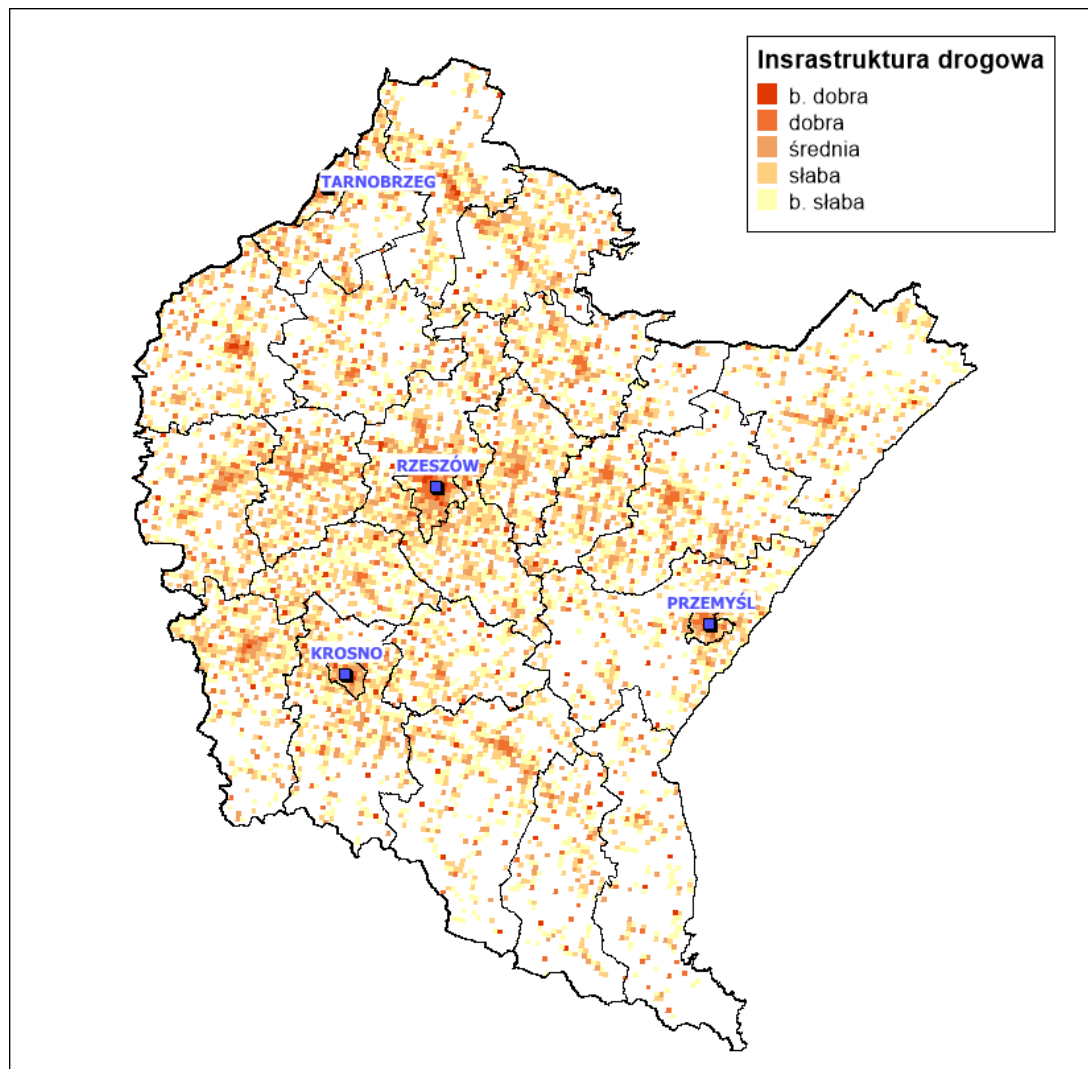 Insrastruktura drogowa
b. dobra
dobra
średnia
słaba
b. słaba
TARNOBRZEG
RZESZÓW
PRZEMYŚL
KROSNO